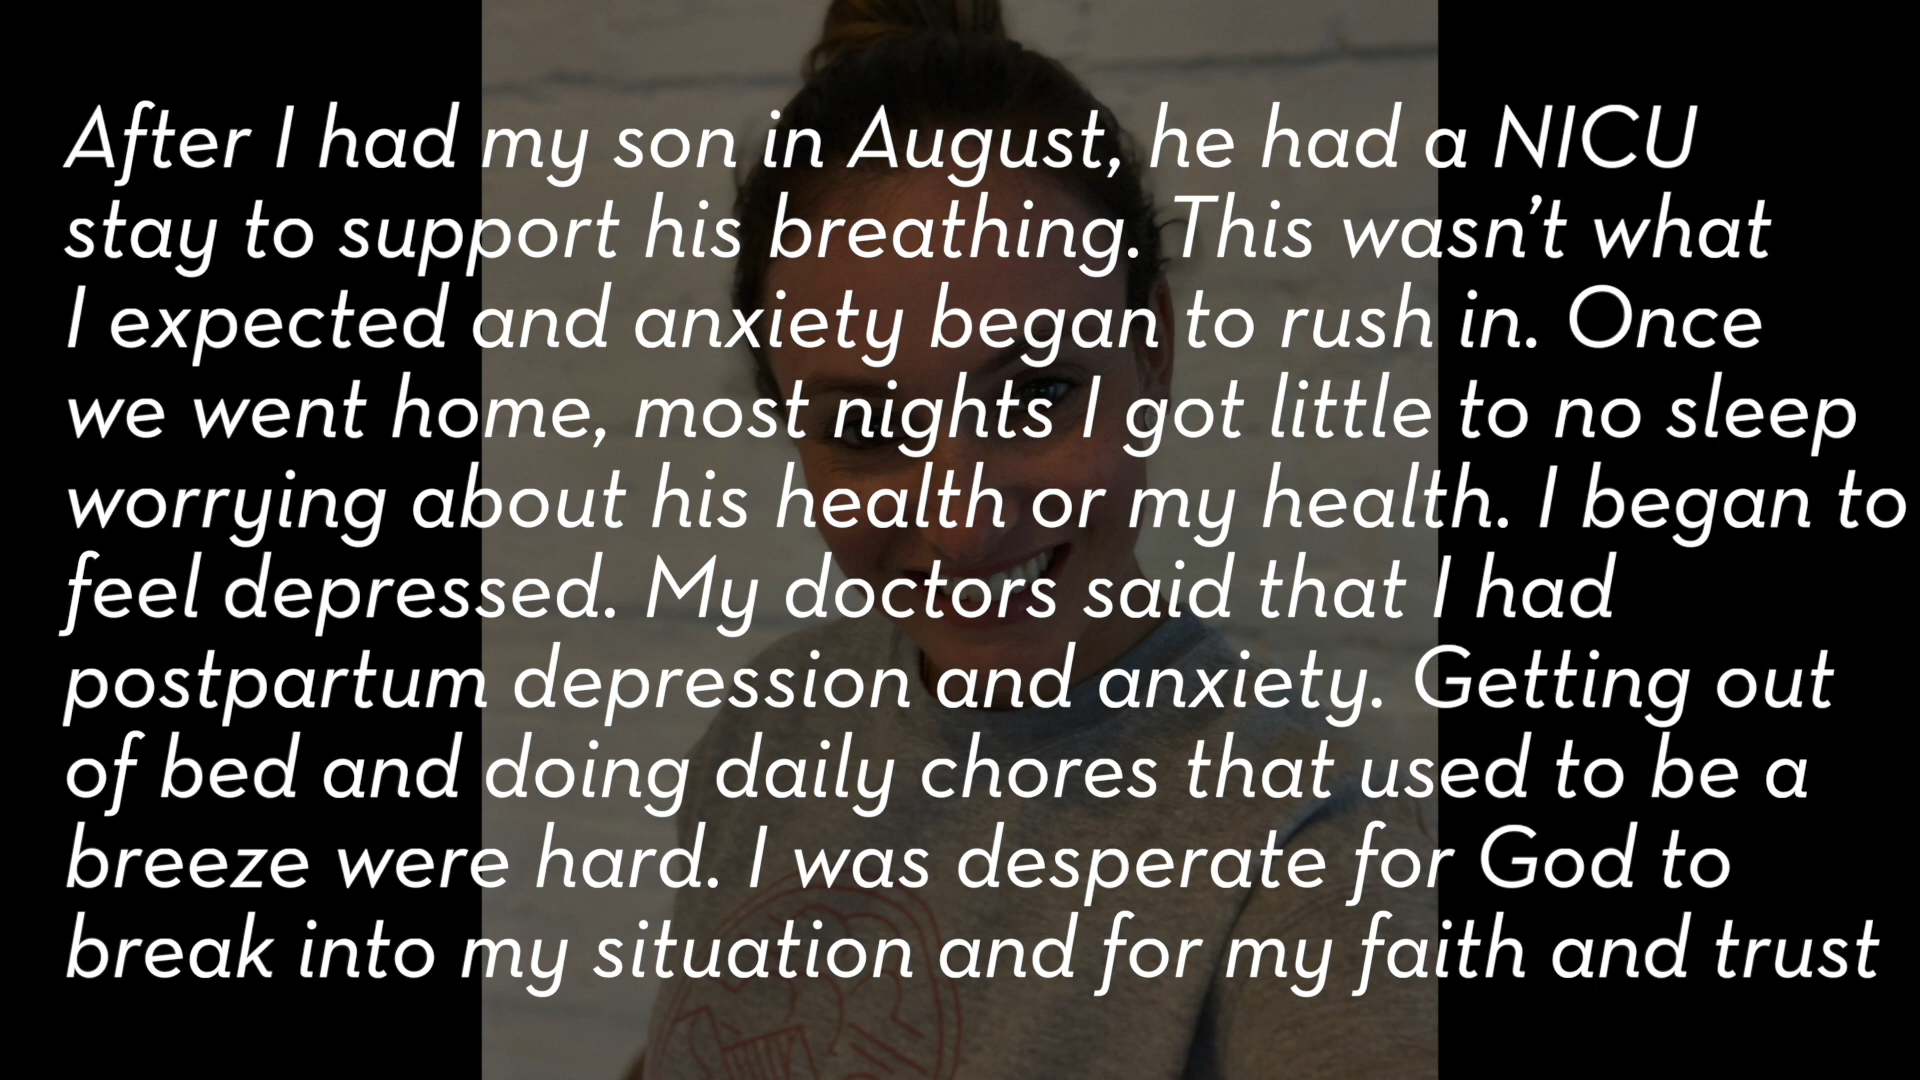 After I had my son in August, he had a NICU
stay to support his breathing. This wasn’t what
I expected and anxiety began to rush in. Once
we went home, most nights I got little to no sleep
worrying about his health or my health. I began to
feel depressed. My doctors said that I had
postpartum depression and anxiety. Getting out
of bed and doing daily chores that used to be a
breeze were hard. I was desperate for God to
break into my situation and for my faith and trust